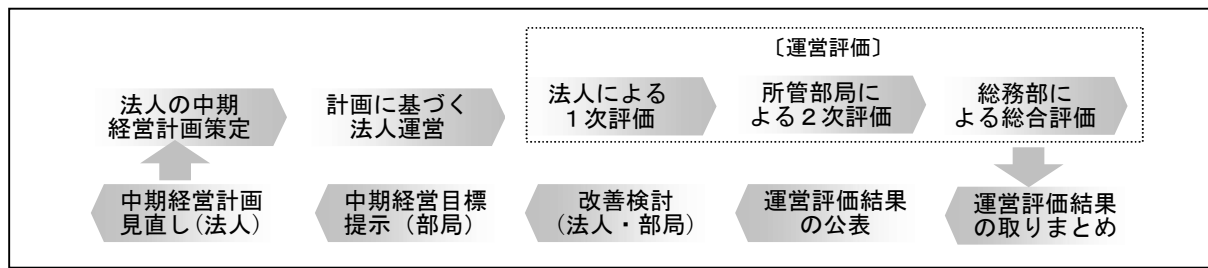 〔運営評価〕
法人の中期
経営計画策定
計画に基づく
法人運営
法人による
１次評価
所管部局に
よる２次評価
総務部に
よる総合評価
中期経営計画
見直し(法人)
中期経営目標
提示（部局）
改善検討
(法人・部局)
運営評価結果
の公表
運営評価結果
の取りまとめ